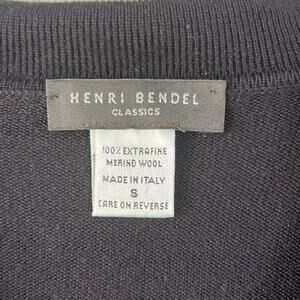 HENRI BENDEL
CLASSICS
100% EXTRAFINE
MERINO WOOL
MADE IN ITALY
S
CARE ON REVERSE